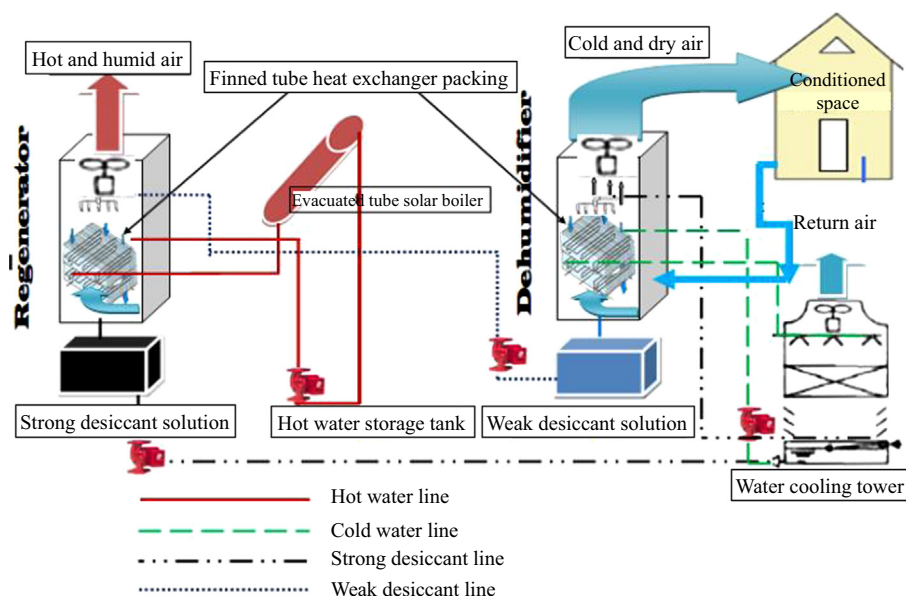 Hot and humid air
Cold and dry air
Finned tube heat exchanger packing
Conditioned
space
Regenerator
Dehumidifier
Evacuated tube solar boiler
Return air
Strong desiccant solution
Hot water storage tank
Weak desiccant solution
Water cooling tower
Hot water line
Cold water line
Strong desiccant line
Weak desiccant line